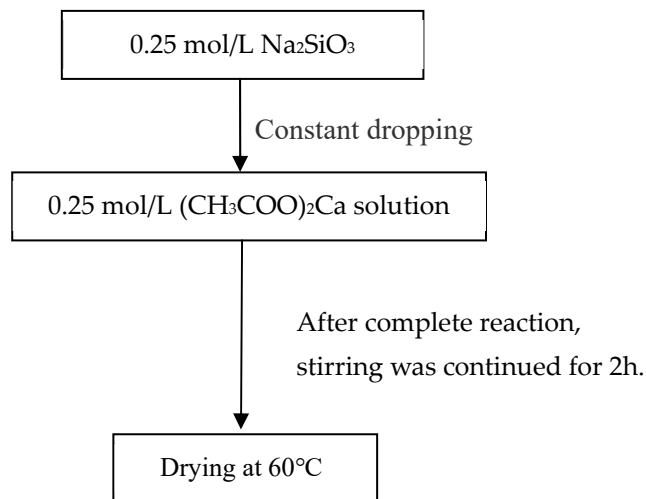 0.25 mol/L Na₂SiO₃
Constant dropping
0.25 mol/L (CH₃COO)₂Ca solution
After complete reaction,
stirring was continued for 2h.
Drying at 60°C